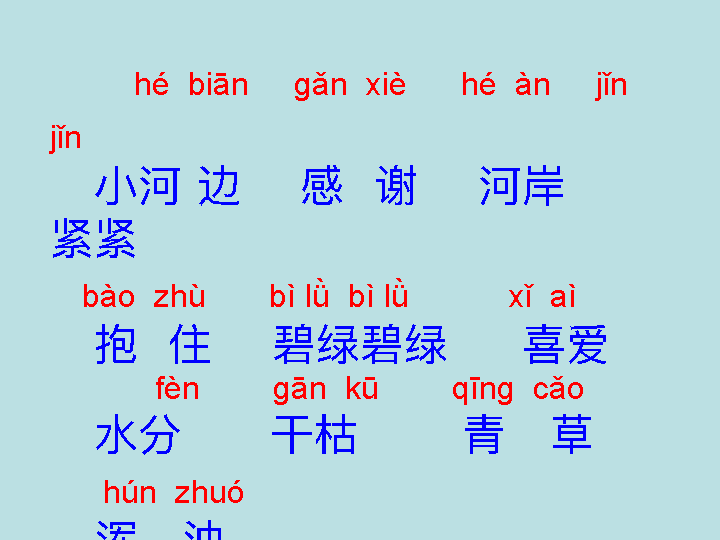 hé biān gǎn xiè hé àn jǐn
jǐn
小河 边 感 谢 河岸
紧紧
bào zhù bì lǜ bì lǜ xǐ aì
抱 住 碧绿碧绿 喜爱
fèn gān kū qīng cǎo
水分 干枯 青 草
hún zhuó